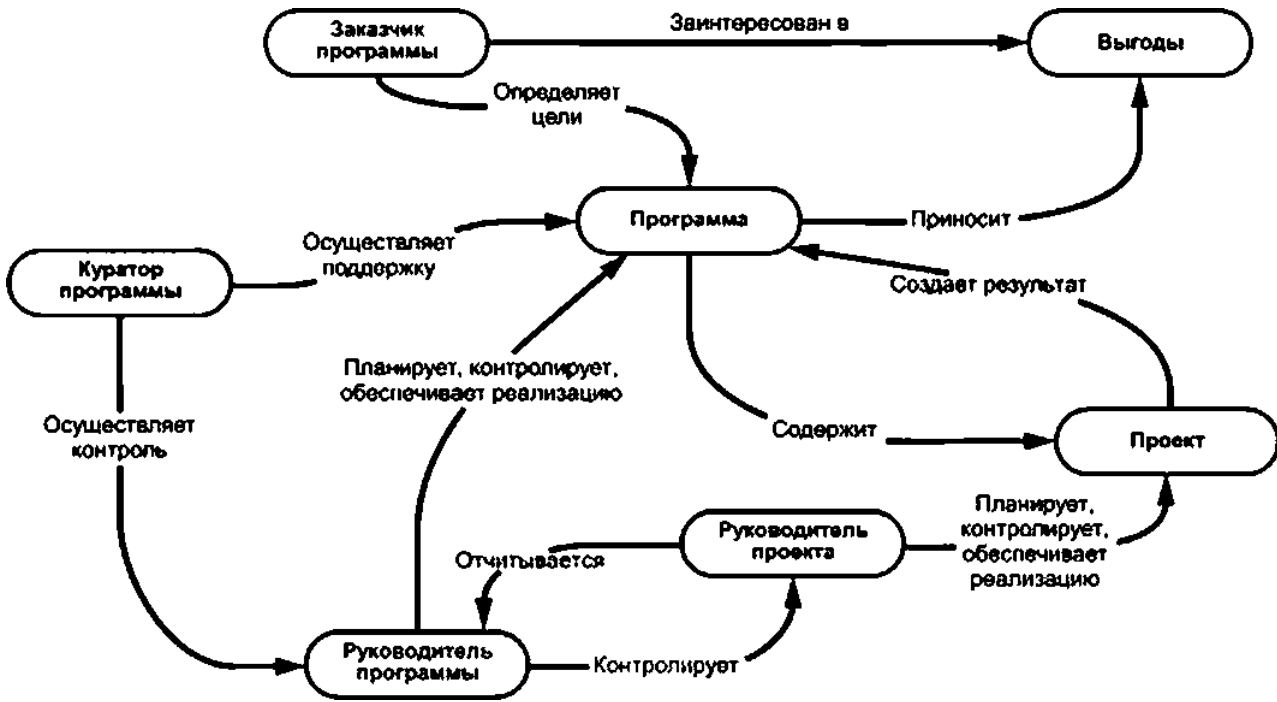 Заказчик
программы
Заинтересован в
Выгоды
Определяет
цели
Программа
Приносит
Осуществляет
поддержку
Куратор
программы
Создает результат
Планирует, контролирует,
обеспечивает реализацию
Осуществляет
контроль
Содержит
Проект
Планирует,
контролирует,
обеспечивает
реализацию
Руководитель
проекта
Отчитывается
Руководитель
программы
Контролирует